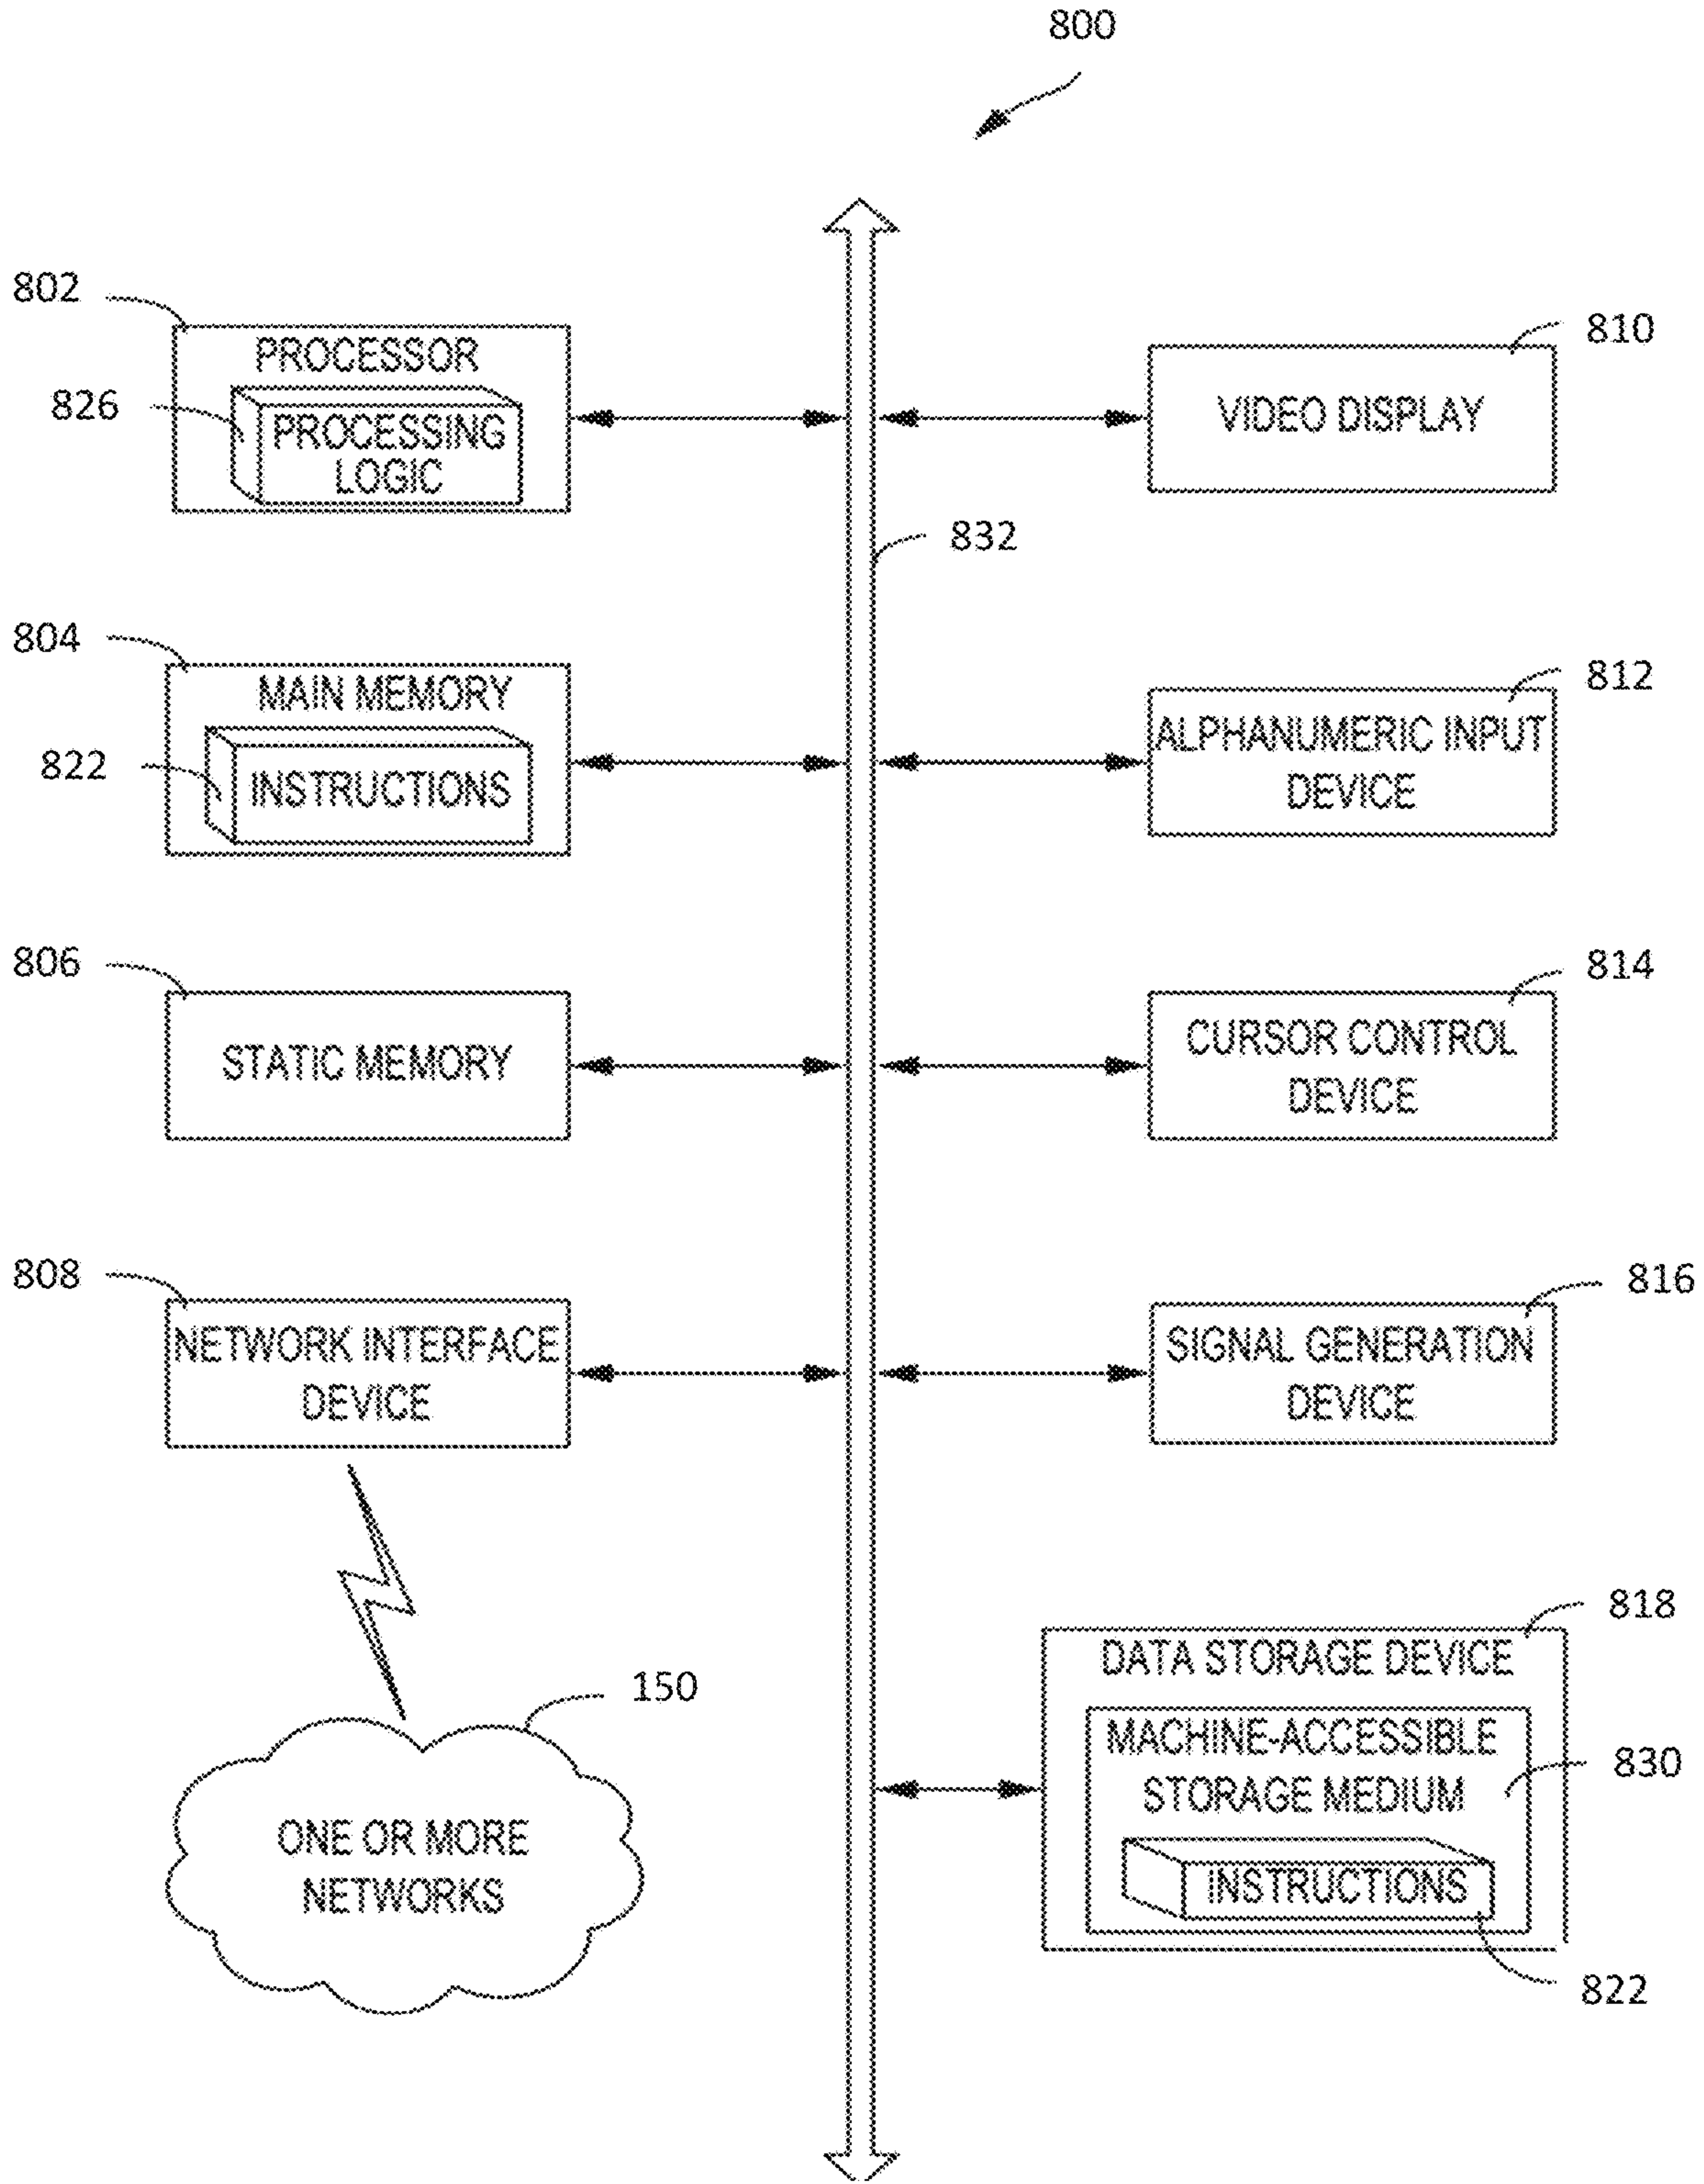 800
802
PROCESSOR
826
PROCESSING
LOGIC
810
VIDEO DISPLAY
832
804
MAIN MEMORY
822
INSTRUCTIONS
812
ALPHANUMERIC INPUT
DEVICE
806
STATIC MEMORY
814
CURSOR CONTROL
DEVICE
808
NETWORK INTERFACE
DEVICE
816
SIGNAL GENERATION
DEVICE
150
ONE OR MORE
NETWORKS
818
DATA STORAGE DEVICE
MACHINE-ACCESSIBLE
STORAGE MEDIUM
830
INSTRUCTIONS
822